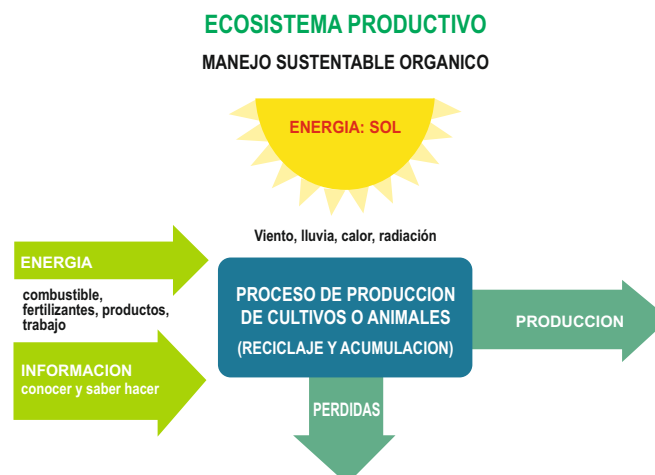 ECOSISTEMA PRODUCTIVO
MANEJO SUSTENTABLE ORGANICO
ENERGIA: SOL
Viento, lluvia, calor, radiación
ENERGIA
combustible,
fertilizantes, productos,
trabajo
INFORMACION
conocer y saber hacer
PROCESO DE PRODUCCION
DE CULTIVOS O ANIMALES
(RECICLAJE Y ACUMULACION)
PRODUCCION
PERDIDAS